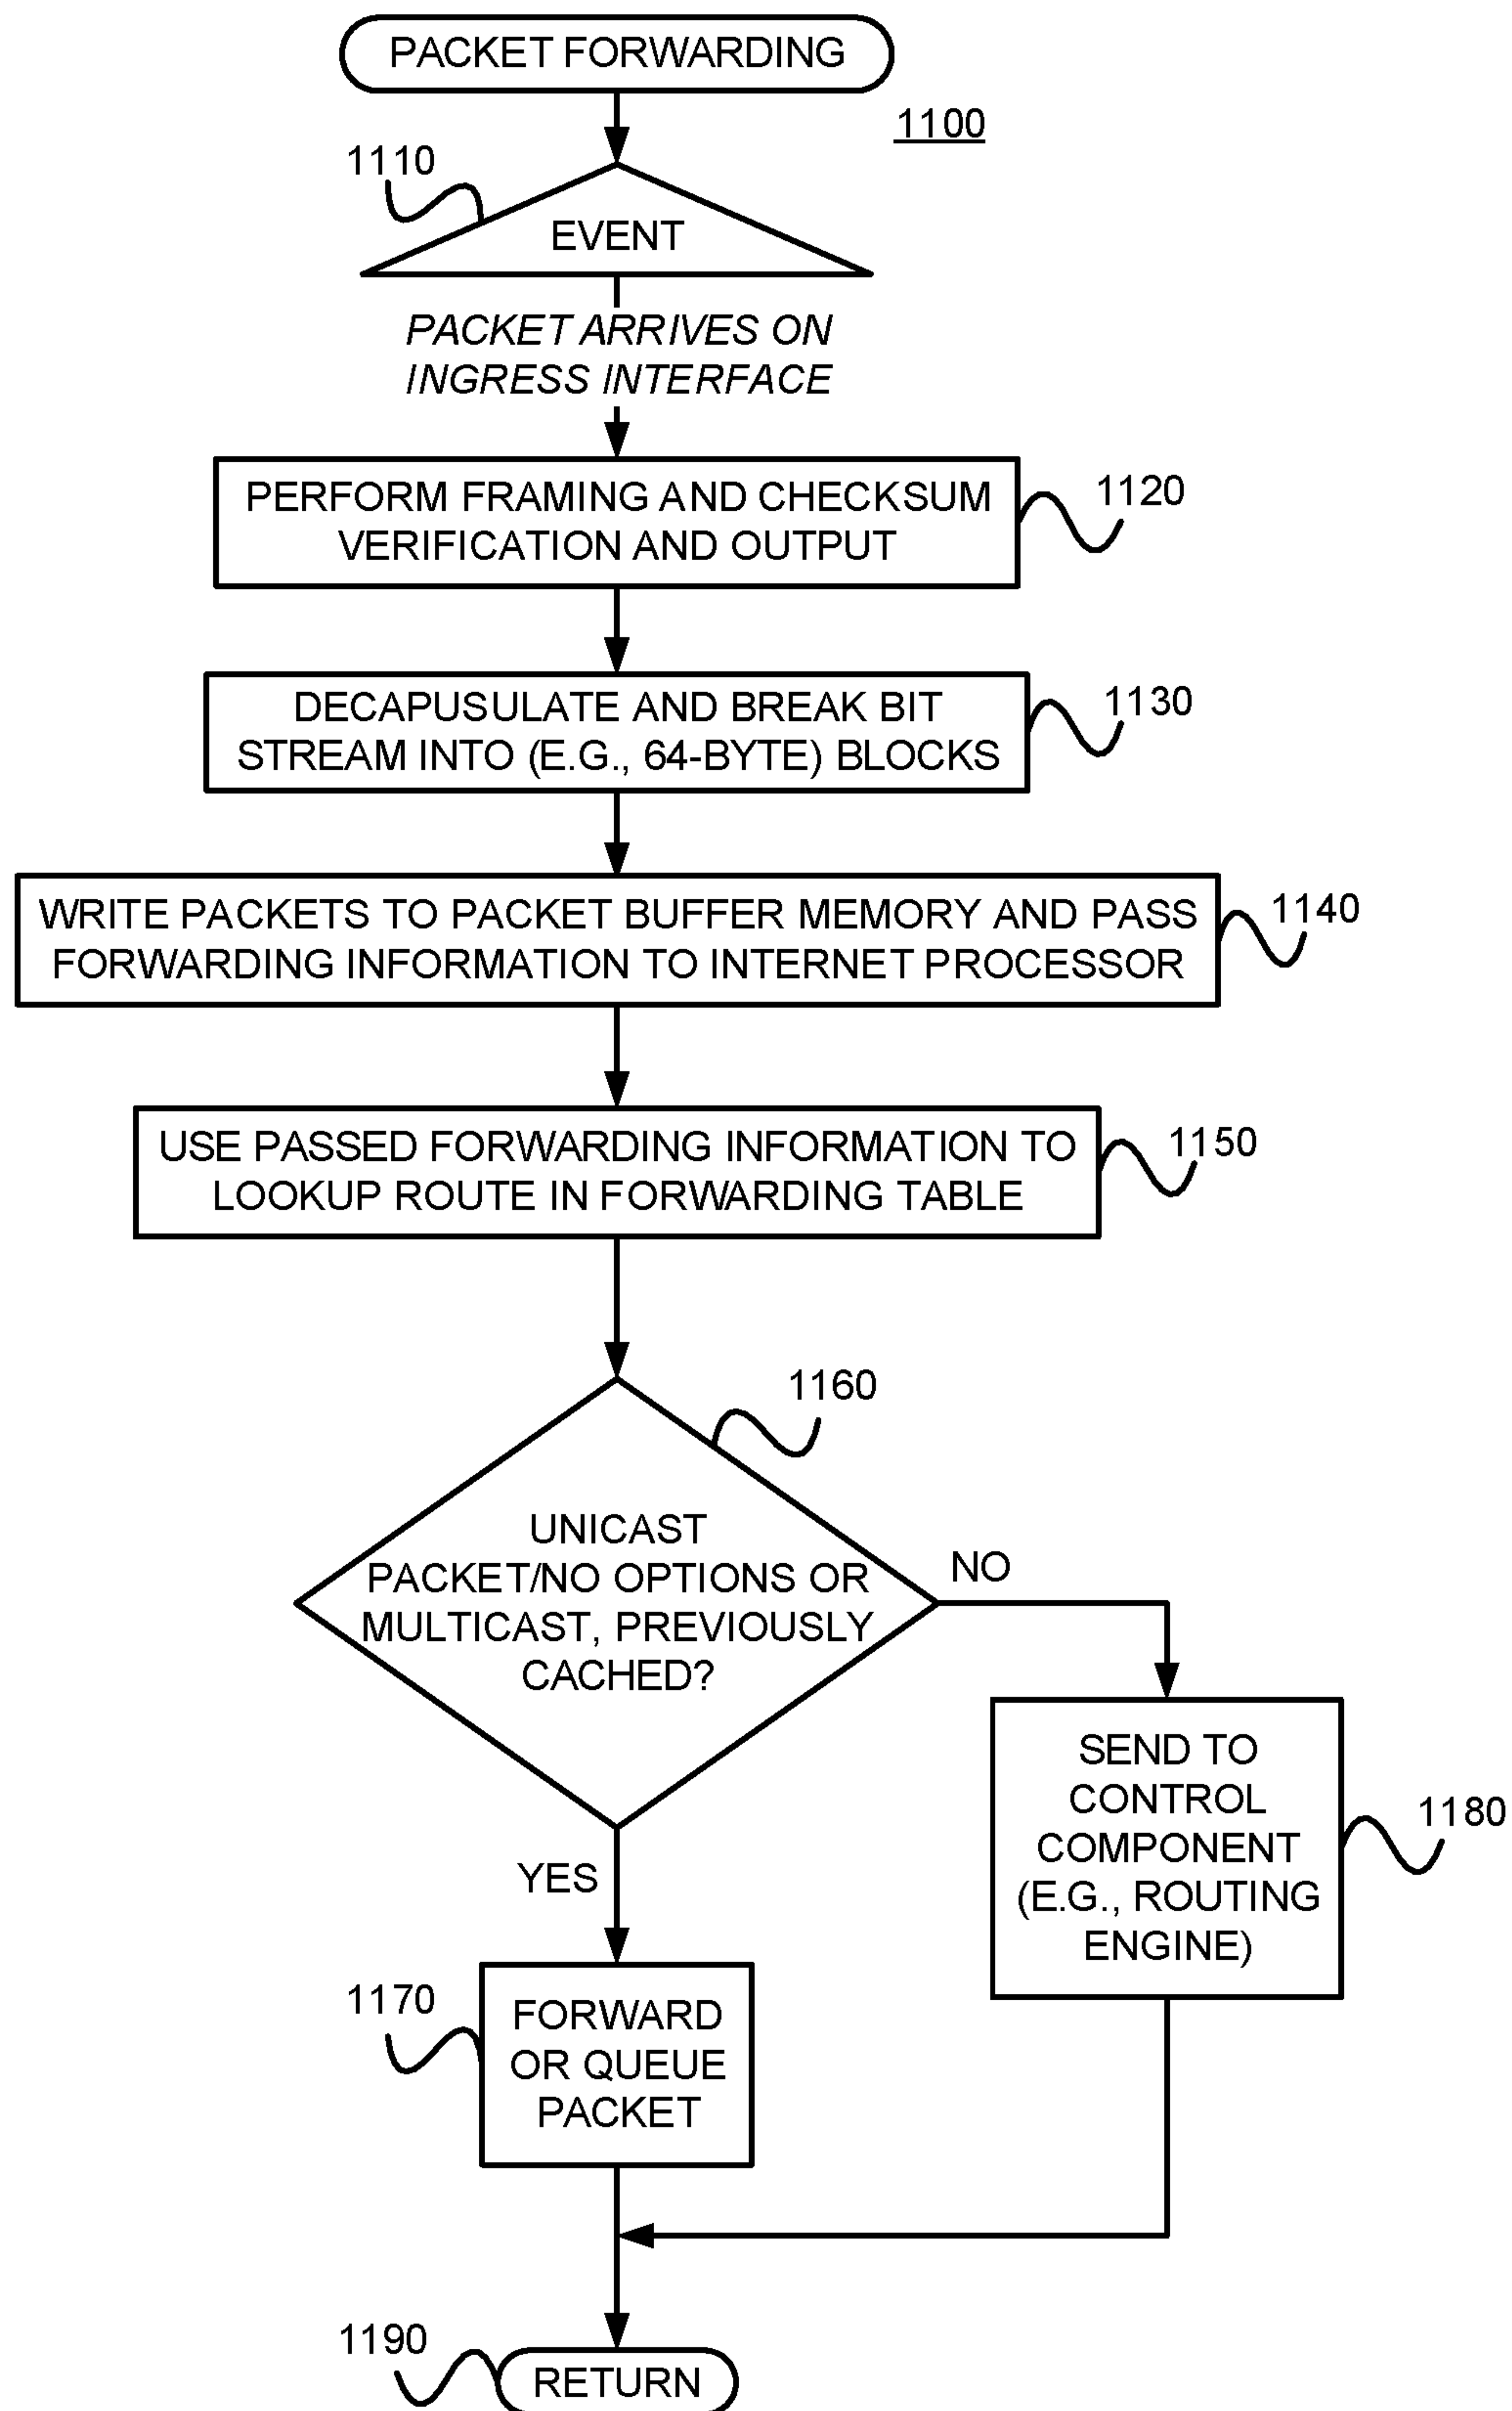 PACKET FORWARDING
1100
1110
EVENT
PACKET ARRIVES ON
INGRESS INTERFACE
PERFORM FRAMING AND CHECKSUM
VERIFICATION AND OUTPUT
1120
DECAPUSULATE AND BREAK BIT
STREAM INTO (E.G., 64-BYTE) BLOCKS
1130
WRITE PACKETS TO PACKET BUFFER MEMORY AND PASS
FORWARDING INFORMATION TO INTERNET PROCESSOR
1140
USE PASSED FORWARDING INFORMATION TO
LOOKUP ROUTE IN FORWARDING TABLE
1150
1160
UNICAST
PACKET/NO OPTIONS OR
MULTICAST, PREVIOUSLY
CACHED?
NO
YES
SEND TO
CONTROL
COMPONENT
(E.G., ROUTING
ENGINE)
1180
1170
FORWARD
OR QUEUE
PACKET
1190
RETURN